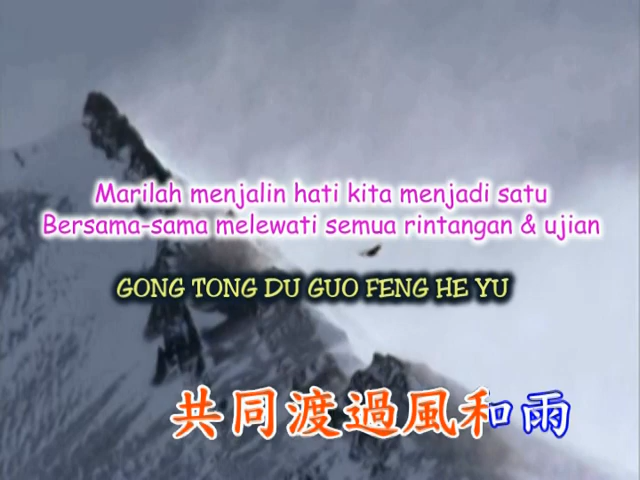 Marilah menjalin hati kita menjadi satu
Bersama-sama melewati semua rintangan & ujian
GONG TONG DU GUO FENG HE YU
共同渡過風和雨